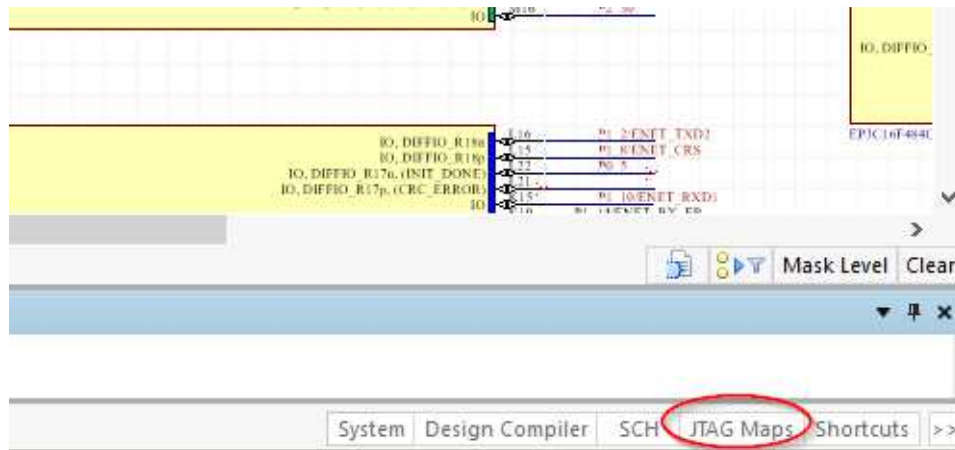 IO
IO, DIFFIO_
EP3C16F484C
IO, DIFFIO_R18n P1_2/ENET_TXD2
IO, DIFFIO_R18p P1_8/ENET_CRS
IO, DIFFIO_R17n, (INIT_DONE)
IO, DIFFIO_R17p, (CRC_ERROR)
IO P1_10/ENET_RXD1
Mask Level Clear
System Design Compiler SCH JTAG Maps Shortcuts >>